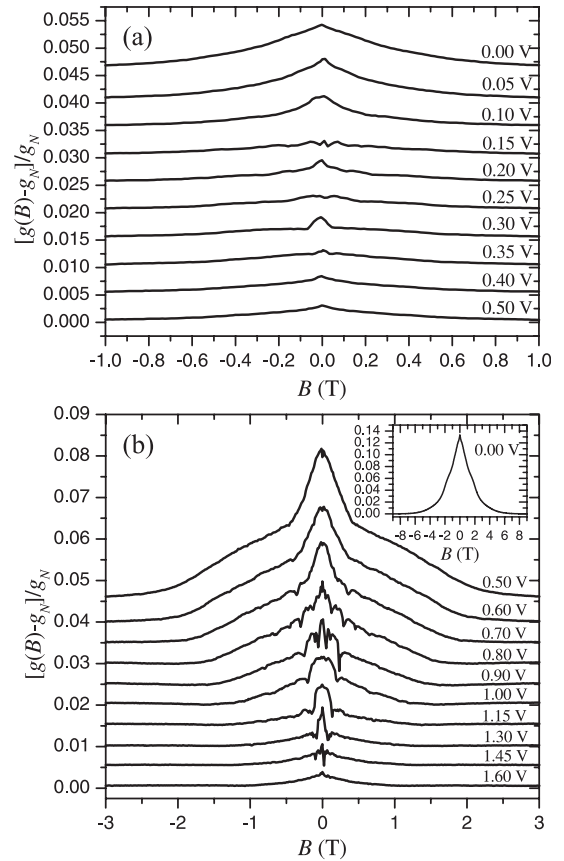 (a)
0.055
0.050
0.045
0.040
0.035
0.030
0.025
0.020
0.015
0.010
0.005
0.000
[g(B)-g_N]/g_N
0.00 V
0.05 V
0.10 V
0.15 V
0.20 V
0.25 V
0.30 V
0.35 V
0.40 V
0.50 V
-1.0 -0.8 -0.6 -0.4 -0.2 0.0 0.2 0.4 0.6 0.8 1.0
B (T)
(b)
0.09
0.08
0.07
0.06
0.05
0.04
0.03
0.02
0.01
0.00
[g(B)-g_N]/g_N
0.14
0.12
0.10
0.08
0.06
0.04
0.02
0.00
0.00 V
-8 -6 -4 -2 0 2 4 6 8
B (T)
0.50 V
0.60 V
0.70 V
0.80 V
0.90 V
1.00 V
1.15 V
1.30 V
1.45 V
1.60 V
-3 -2 -1 0 1 2 3
B (T)